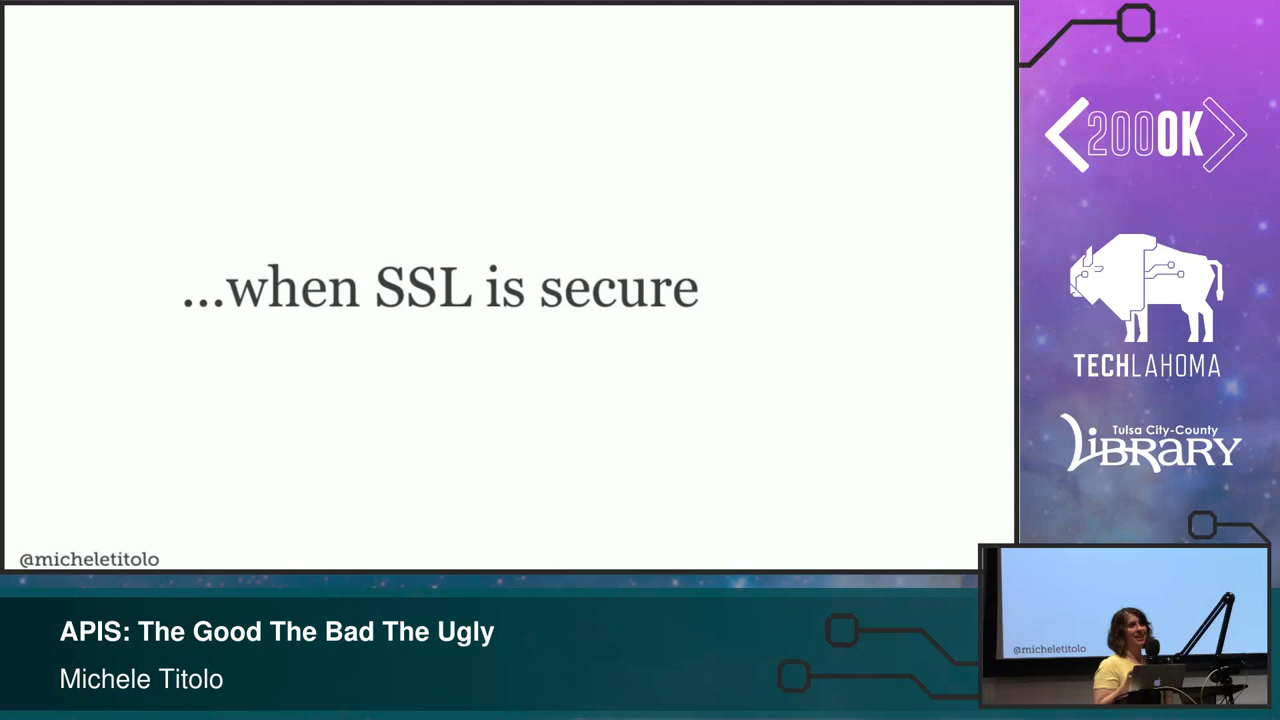 ...when SSL is secure
@micheletitolo
200OK
TECHLAHOMA
Tulsa City-County
LIBRARY
@micheletitolo
APIS: The Good The Bad The Ugly
Michele Titolo